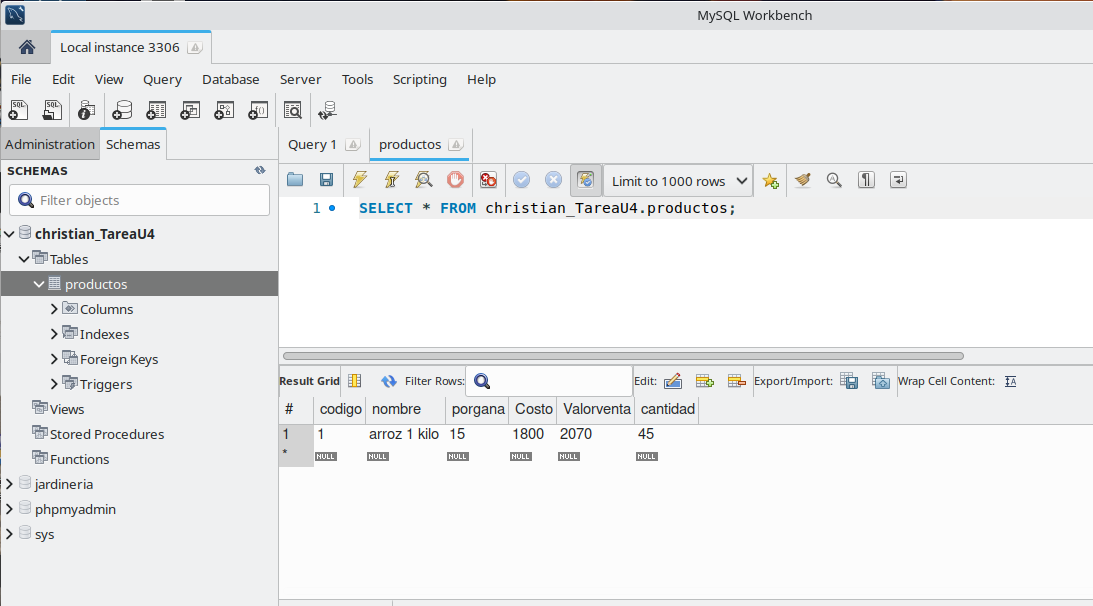 MySQL Workbench
Local instance 3306
File Edit View Query Database Server Tools Scripting Help
SQL SQL
Administration Schemas
SCHEMAS
Filter objects
christian_TareaU4
Tables
productos
Columns
Indexes
Foreign Keys
Triggers
Views
Stored Procedures
Functions
jardineria
phpmyadmin
sys
Query 1 productos
Limit to 1000 rows
1 SELECT * FROM christian_TareaU4.productos;
Result Grid Filter Rows: Edit: Export/Import: Wrap Cell Content: IA
# codigo nombre porgana Costo Valorventa cantidad
1 1 arroz 1 kilo 15 1800 2070 45
* NULL NULL NULL NULL NULL NULL